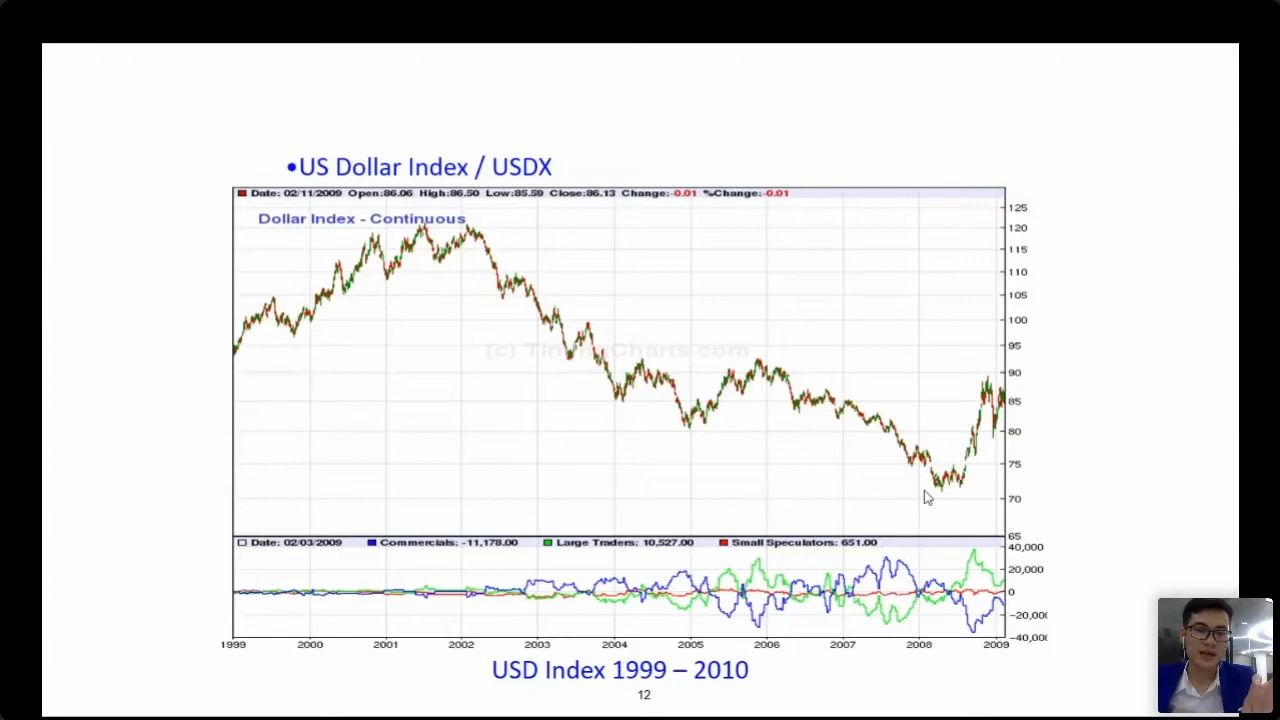 •US Dollar Index / USDX
Date: 02/11/2009 Open:86.06 High:86.50 Low:85.59 Close:86.13 Change:-0.01 %Change:-0.01
Dollar Index - Continuous
125
120
115
110
105
100
95
90
85
80
75
70
65
(c) TimingCharts.com
Date: 02/03/2009 Commercials: -11,178.00 Large Traders: 10,527.00 Small Speculators: 651.00
40,000
20,000
0
-20,000
-40,000
1999 2000 2001 2002 2003 2004 2005 2006 2007 2008 2009
USD Index 1999 – 2010
12